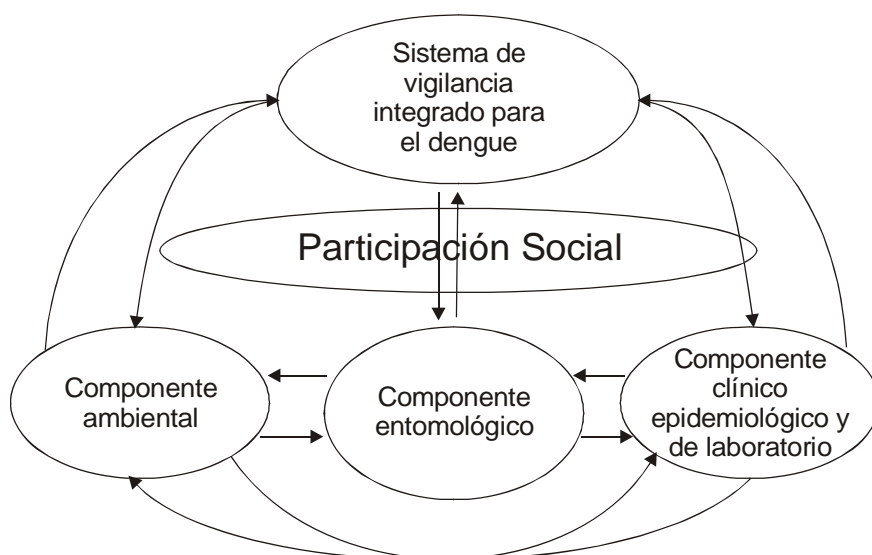 Sistema de
vigilancia
integrado para
el dengue
Participación Social
Componente
ambiental
Componente
entomológico
Componente
clínico
epidemiológico y
de laboratorio